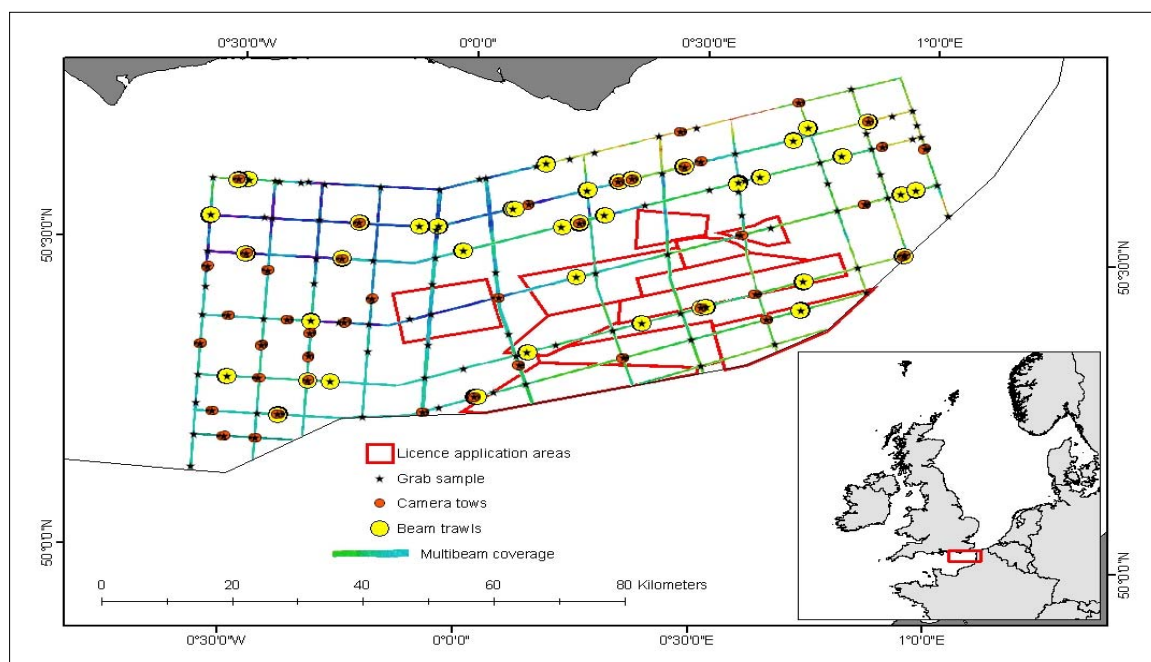 0°30'0"W 0°0'0" 0°30'0"E 1°0'0"E
50°30'0"N 50°30'0"N
Licence application areas
Grab sample
Camera tows
Beam trawls
Multibeam coverage
50°0'0"N 50°0'0"N
0 20 40 60 80 Kilometers
0°30'0"W 0°0'0" 0°30'0"E 1°0'0"E